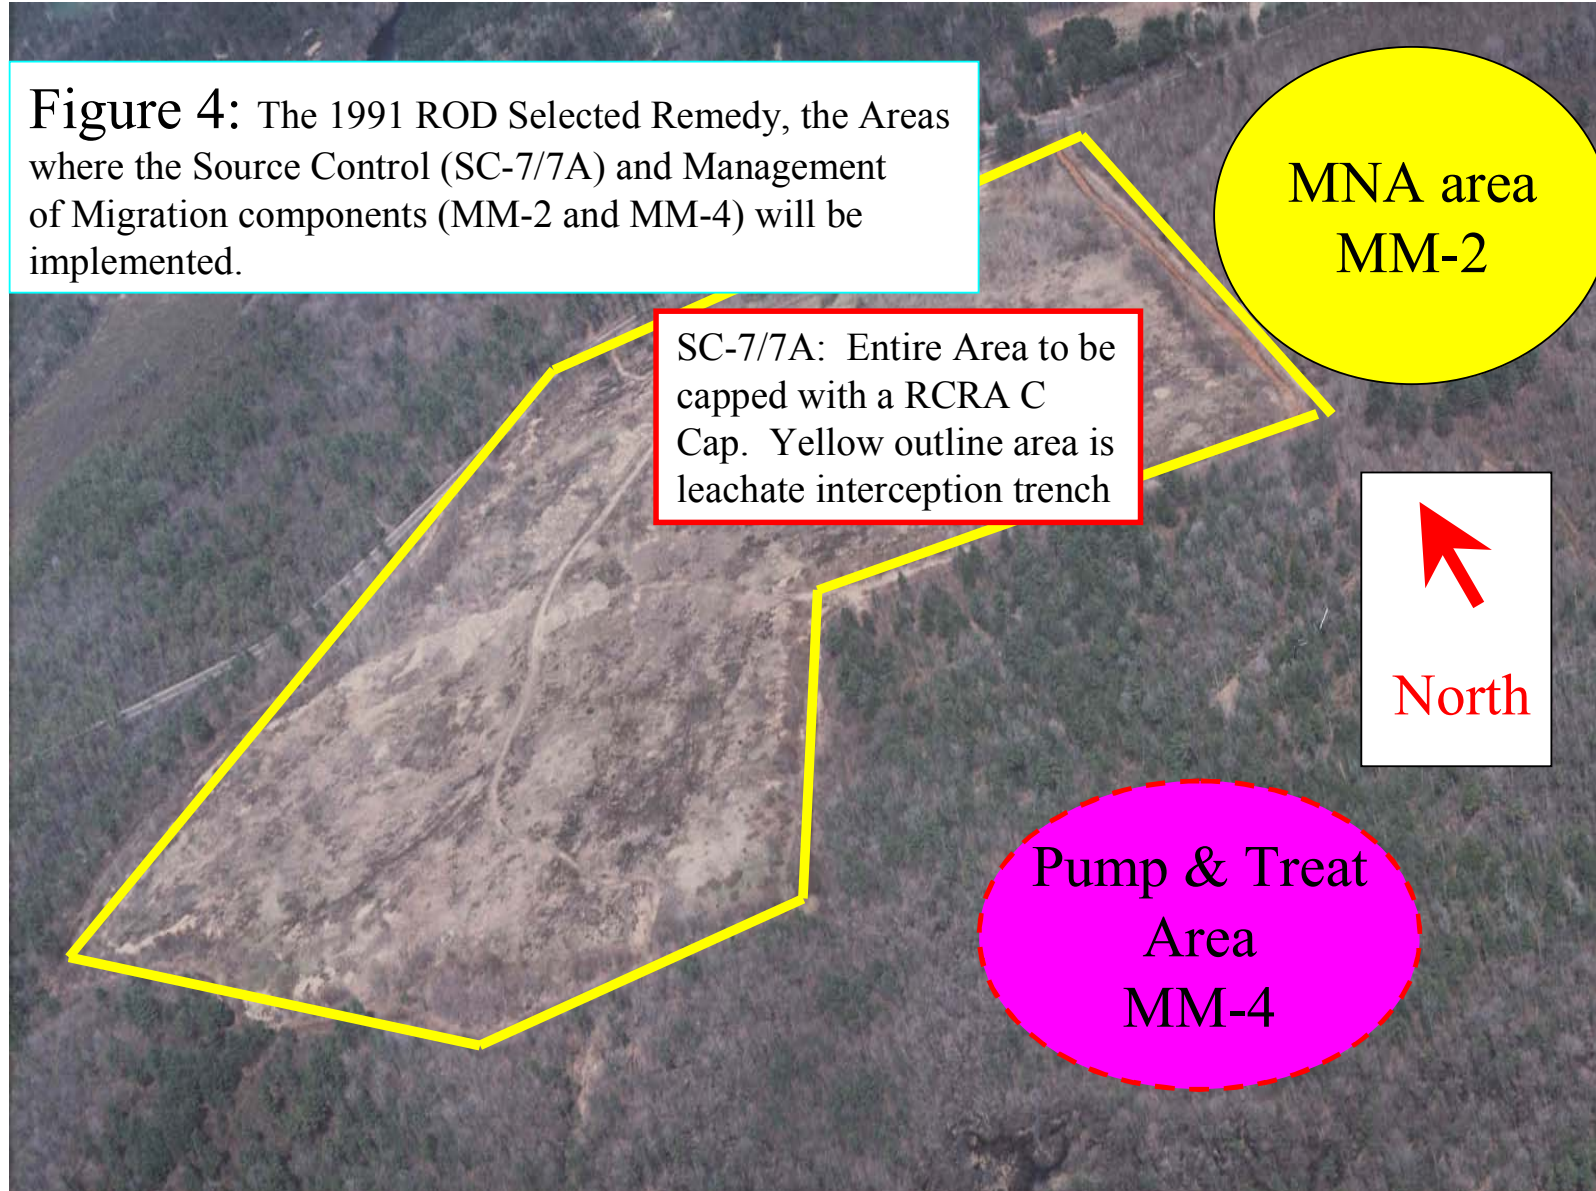 Figure 4: The 1991 ROD Selected Remedy, the Areas
where the Source Control (SC-7/7A) and Management
of Migration components (MM-2 and MM-4) will be
implemented.
MNA area
MM-2
SC-7/7A: Entire Area to be
capped with a RCRA C
Cap. Yellow outline area is
leachate interception trench
North
Pump & Treat
Area
MM-4